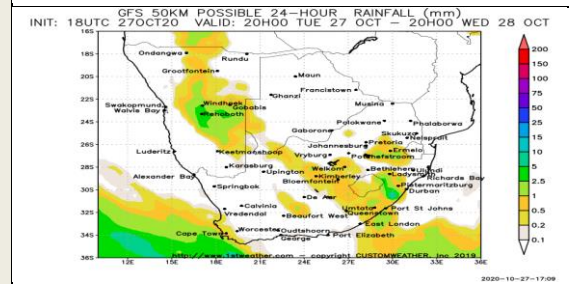 GFS 50KM POSSIBLE 24-HOUR RAINFALL (mm)
INIT: 18UTC 27OCT20 VALID: 20H00 TUE 27 OCT - 20H00 WED 28 OCT
16S
Ondangwa
Rundu
200
18S
Grootfontein
150
20S
Maun
100
Francistown
Ghanzi
75
22S
Musina
Swakopmund
Windhoek
Gobabis
50
Walvis Bay
Rehoboth
Polokwane
Phalaborwa
24S
25
Gaborone
Skukuza
Pretoria
Nelspruit
15
26S
Johannesburg
Luderitz
Keetmanshoop
Vryburg
Potchefstroom
Ermelo
10
Karasburg
Welkom
Bethlehem
Ulundi
28S
Upington
Kimberley
Ladysmith
5
Alexander Bay
Bloemfontein
Richards Bay
Springbok
Pietermaritzburg
2.5
30S
Durban
De Aar
1
Calvinia
Umtata
Port St Johns
32S
Vredendal
Beaufort West
Queenstown
0.5
East London
0.2
34S
Cape Town
Worcester
Oudtshoorn
George
Port Elizabeth
0.1
http://www.1stweather.com - copyright CUSTOMWEATHER, Inc 2019
36S
12E 15E 18E 21E 24E 27E 30E 33E 36E
2020-10-27-17:09